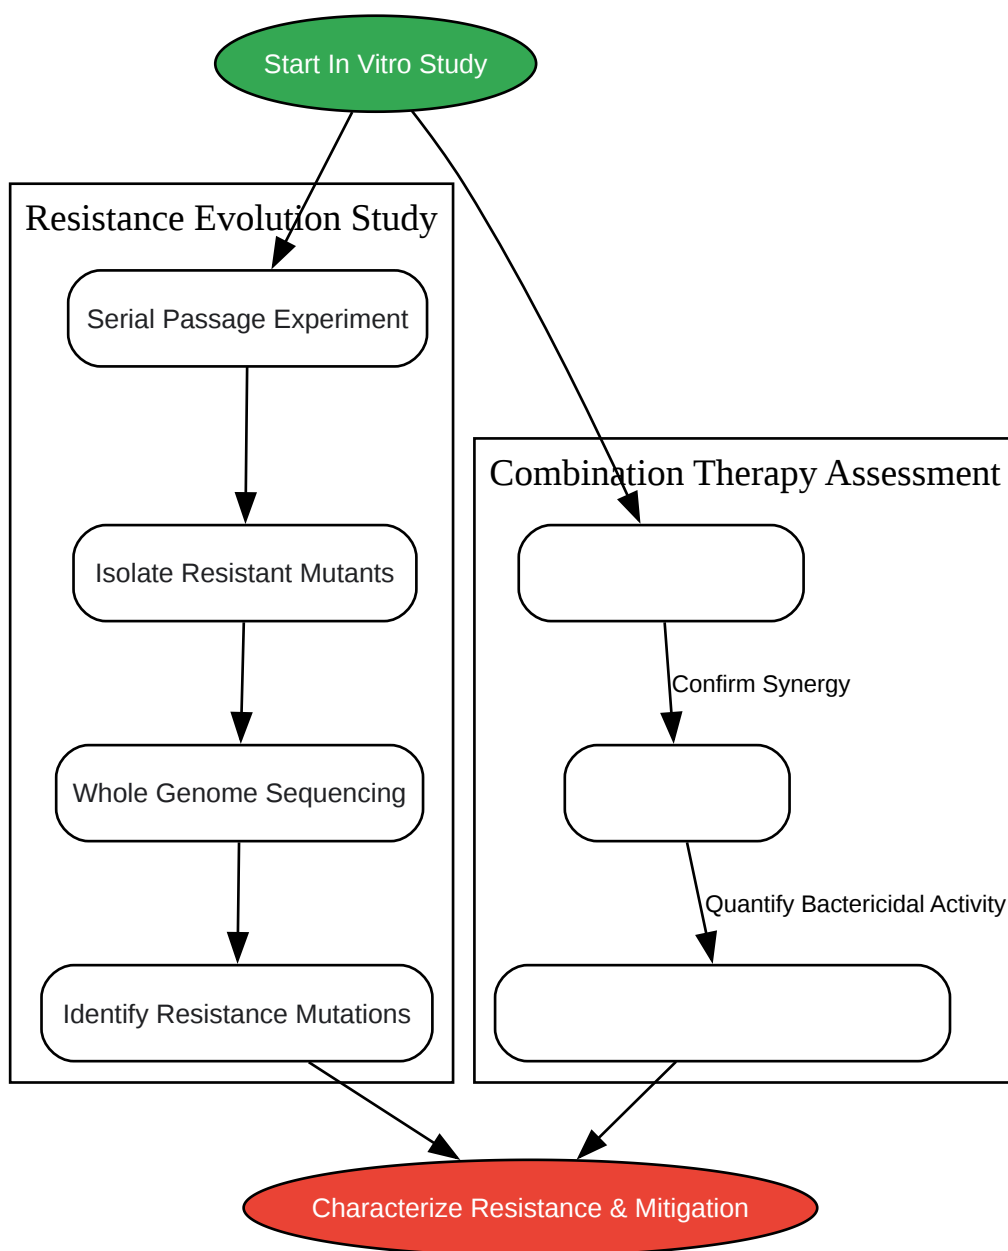 Start In Vitro Study
Resistance Evolution Study
Serial Passage Experiment
Isolate Resistant Mutants
Whole Genome Sequencing
Identify Resistance Mutations
Combination Therapy Assessment
Confirm Synergy
Quantify Bactericidal Activity
Characterize Resistance & Mitigation